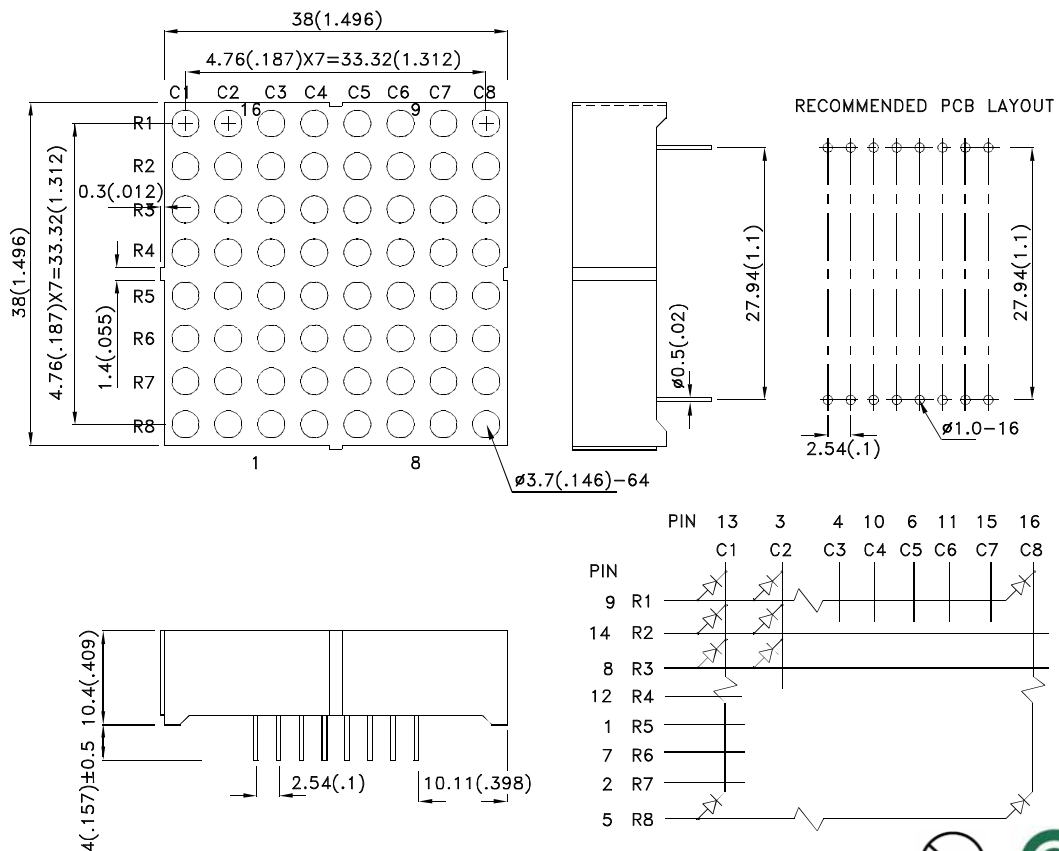 38(1.496)
4.76(.187)X7=33.32(1.312)
C1 C2 C3 C4 C5 C6 C7 C8
16 9
R1
R2
0.3(.012)
R3
R4
R5
R6
R7
R8
38(1.496)
4.76(.187)X7=33.32(1.312)
1.4(.055)
1 8
ø3.7(.146)-64
ø0.5(.02)
27.94(1.1)
RECOMMENDED PCB LAYOUT
27.94(1.1)
ø1.0-16
2.54(.1)
10.4(.409)
4(.157)±0.5
2.54(.1)
10.11(.398)
PIN 13 3 4 10 6 11 15 16
C1 C2 C3 C4 C5 C6 C7 C8
PIN
9 R1
14 R2
8 R3
12 R4
1 R5
7 R6
2 R7
5 R8